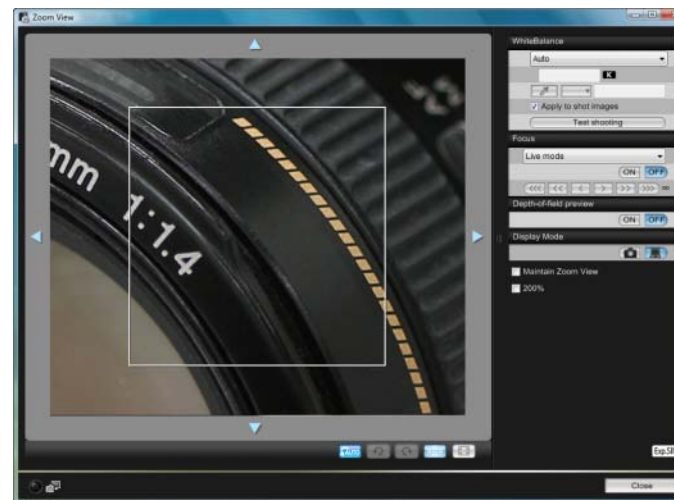 Zoom View
WhiteBalance
Auto
K
Apply to shot images
Test shooting
Focus
Live mode
ON OFF
<<< << < > >> >>> ∞
Depth-of-field preview
ON OFF
Display Mode
Maintain Zoom View
200%
mm 1:1.4
Close